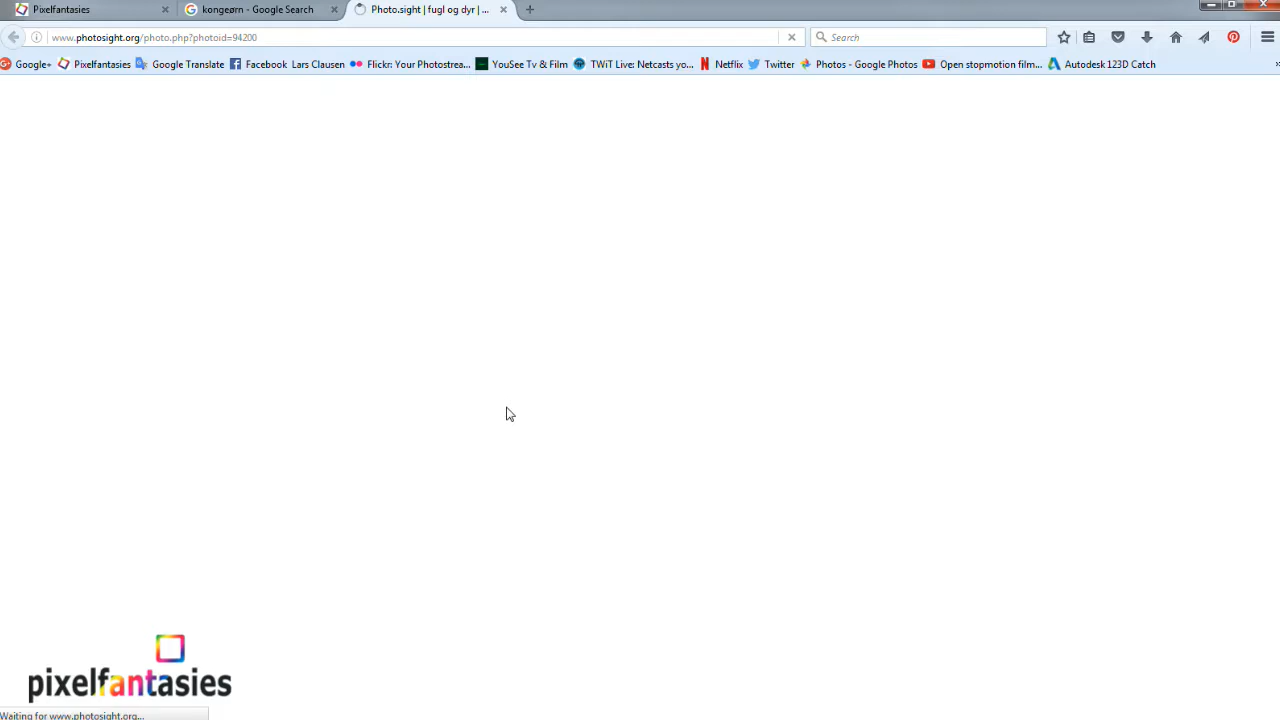 Pixelfantasies
kongeørn - Google Search
Photo.sight | fugl og dyr | ...
www.photosight.org/photo.php?photoid=94200
Search
Google+ Pixelfantasies Google Translate Facebook Lars Clausen Flickr: Your Photostrea... YouSee Tv & Film TWiT Live: Netcasts yo... Netflix Twitter Photos - Google Photos Open stopmotion film... Autodesk 123D Catch
pixelfantasies
Waiting for www.photosight.org...